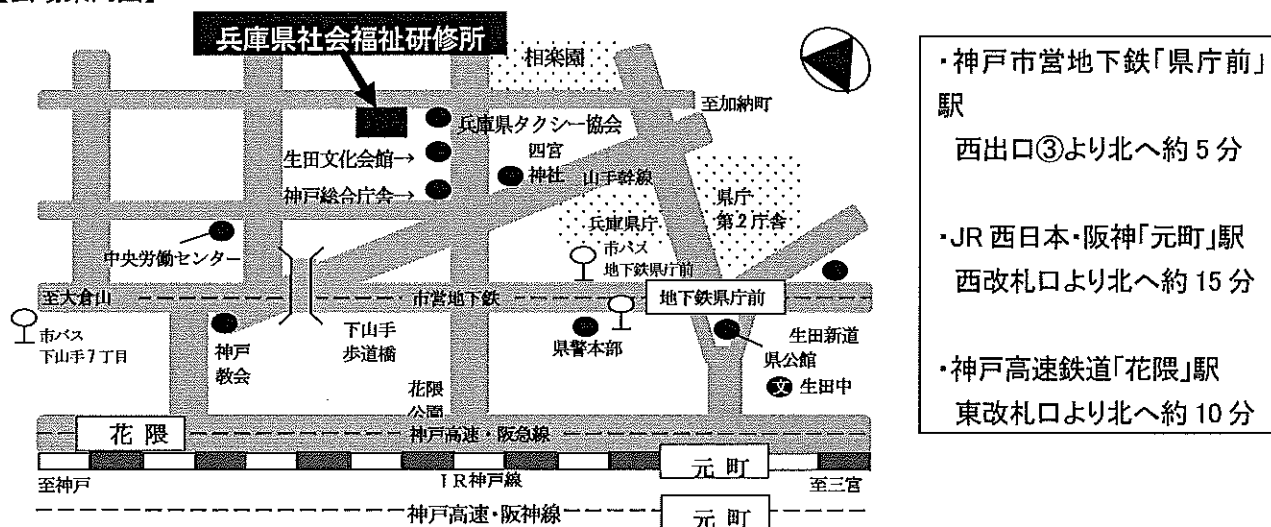 兵庫県社会福祉研修所
相楽園
至加納町
兵庫県タクシー協会
生田文化会館→
四宮
神社
山手幹線
神戸総合庁舎→
県庁
第2庁舎
兵庫県庁
中央労働センター
市バス
地下鉄県庁前
至大倉山
市営地下鉄
地下鉄県庁前
市バス
下山手7丁目
神戸
教会
下山手
歩道橋
県警本部
生田新道
県公館
文 生田中
花隈
公園
花 隈
神戸高速・阪急線
元 町
至神戸
JR神戸線
至三宮
神戸高速・阪神線
元 町
・神戸市営地下鉄「県庁前」
駅
西出口③より北へ約5分
・JR西日本・阪神「元町」駅
西改札口より北へ約15分
・神戸高速鉄道「花隈」駅
東改札口より北へ約10分